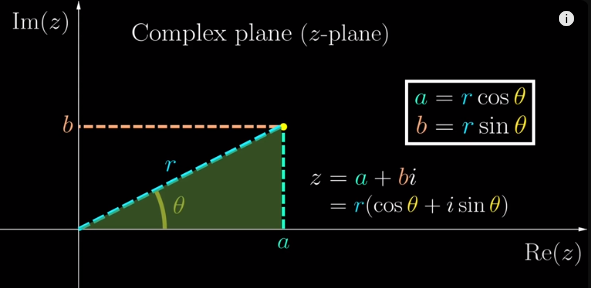 Im(z)
Complex plane (z-plane)
a = r cos θ
b = r sin θ
b
r
θ
z = a + bi
= r(cos θ + i sin θ)
a
Re(z)